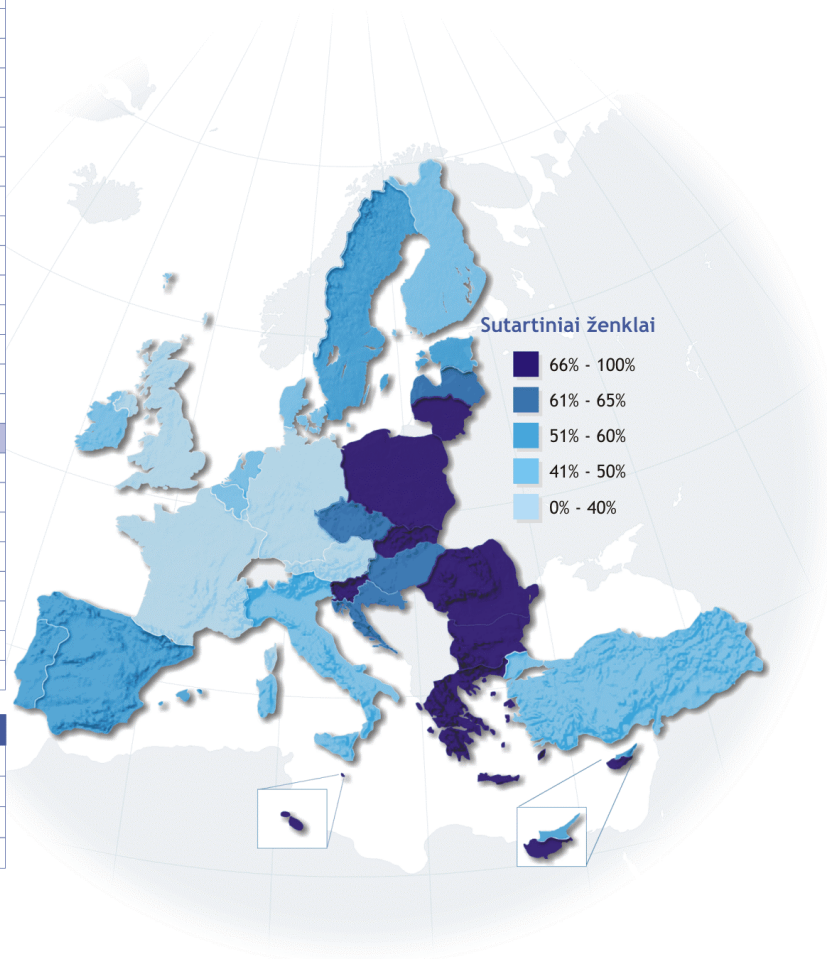 Sutartiniai ženklai
66% - 100%
61% - 65%
51% - 60%
41% - 50%
0% - 40%